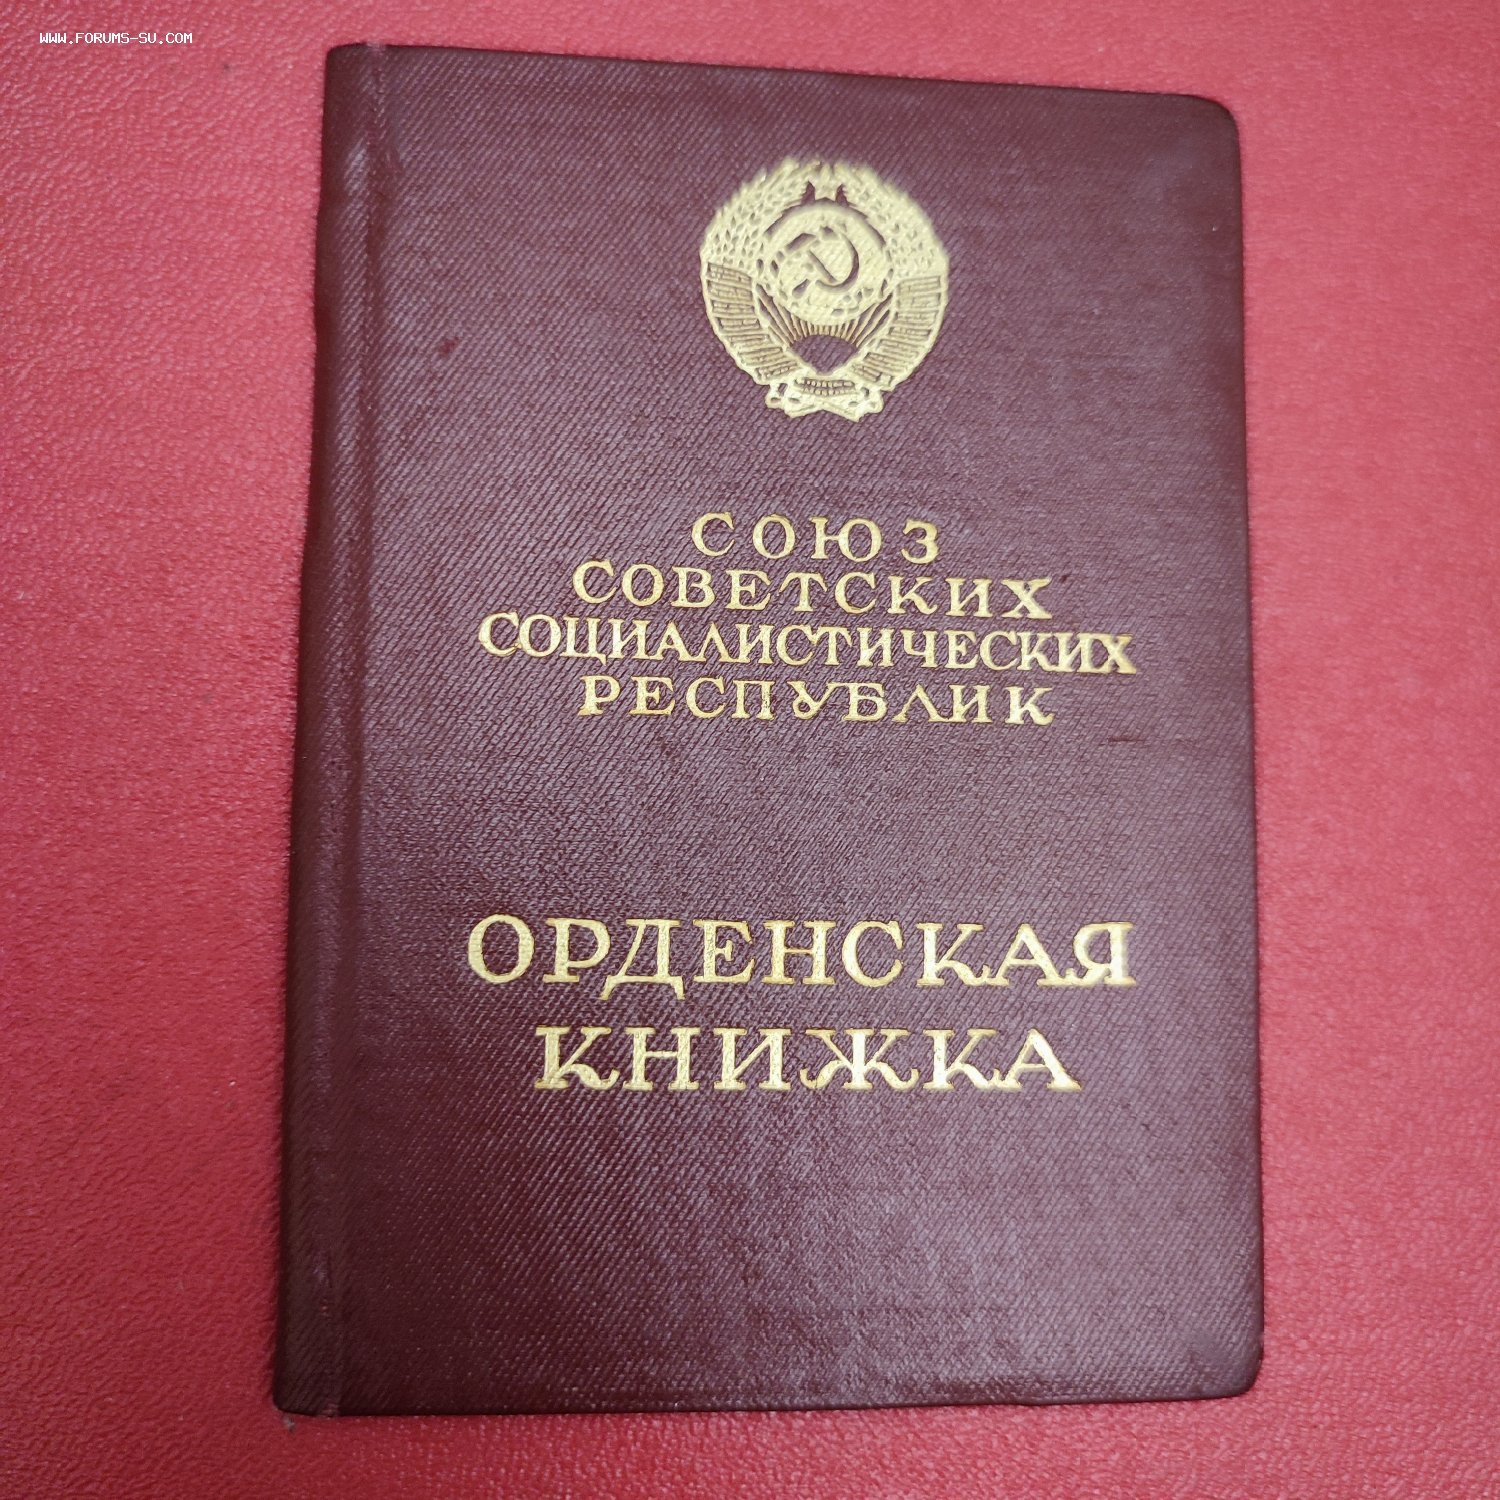 WWW.FORUMS-SU.COM
СОЮЗ
СОВЕТСКИХ
СОЦИАЛИСТИЧЕСКИХ
РЕСПУБЛИК
ОРДЕНСКАЯ
КНИЖКА